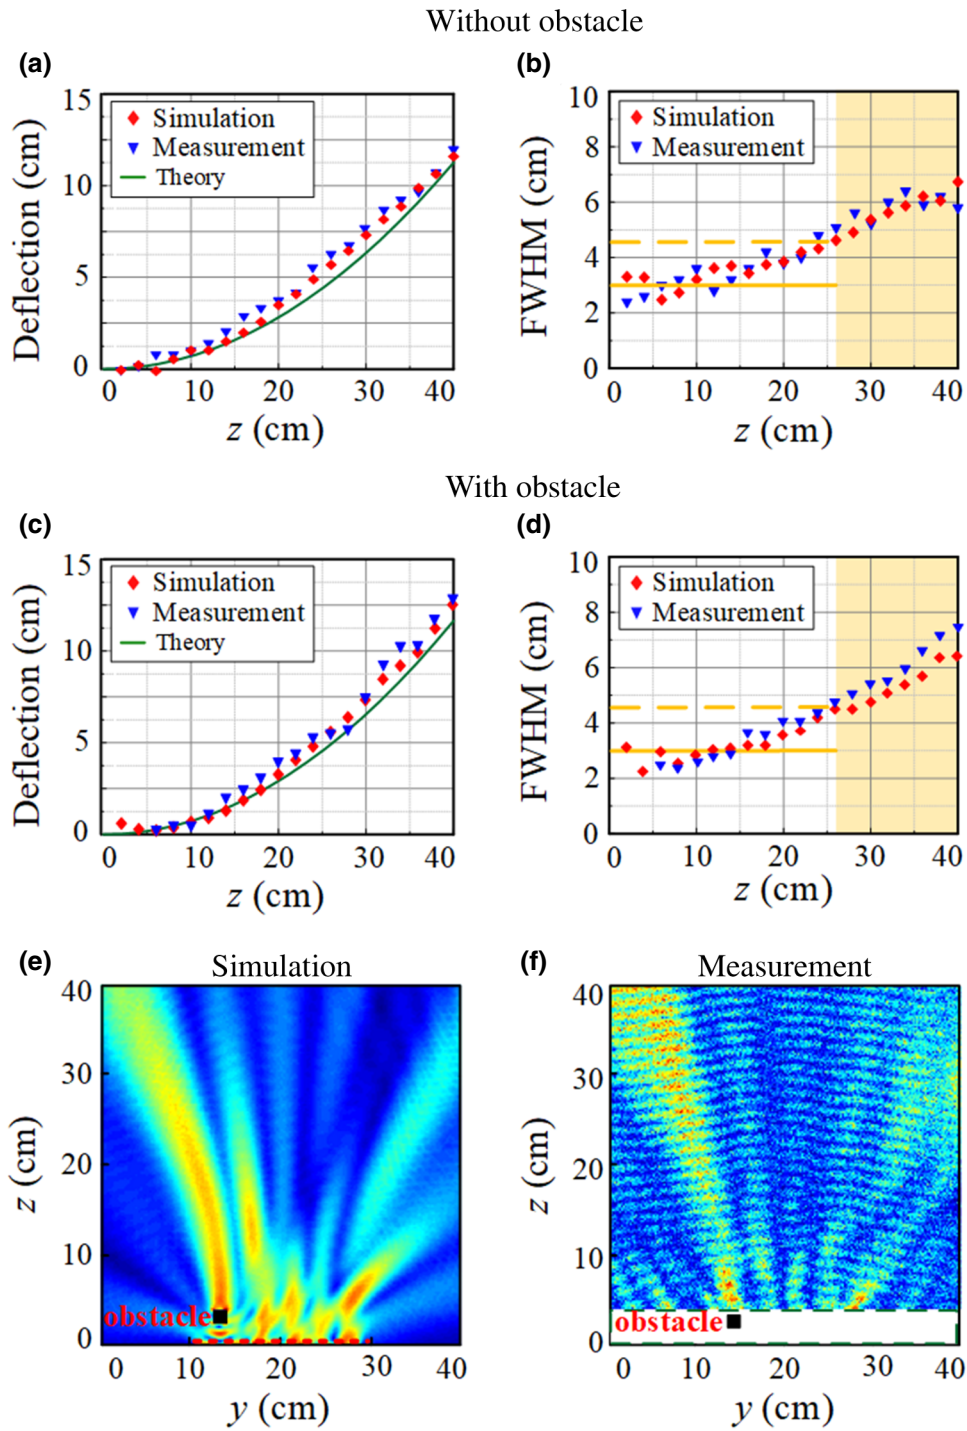 Without obstacle
(a)
(b)
15
10
5
0
Deflection (cm)
Simulation
Measurement
Theory
0 10 20 30 40
z (cm)
10
8
6
4
2
0
FWHM (cm)
Simulation
Measurement
0 10 20 30 40
z (cm)
With obstacle
(c)
(d)
15
10
5
0
Deflection (cm)
Simulation
Measurement
Theory
0 10 20 30 40
z (cm)
10
8
6
4
2
0
FWHM (cm)
Simulation
Measurement
0 10 20 30 40
z (cm)
(e)
Simulation
40
30
20
10
0
z (cm)
obstacle
0 10 20 30 40
y (cm)
(f)
Measurement
40
30
20
10
0
z (cm)
obstacle
0 10 20 30 40
y (cm)